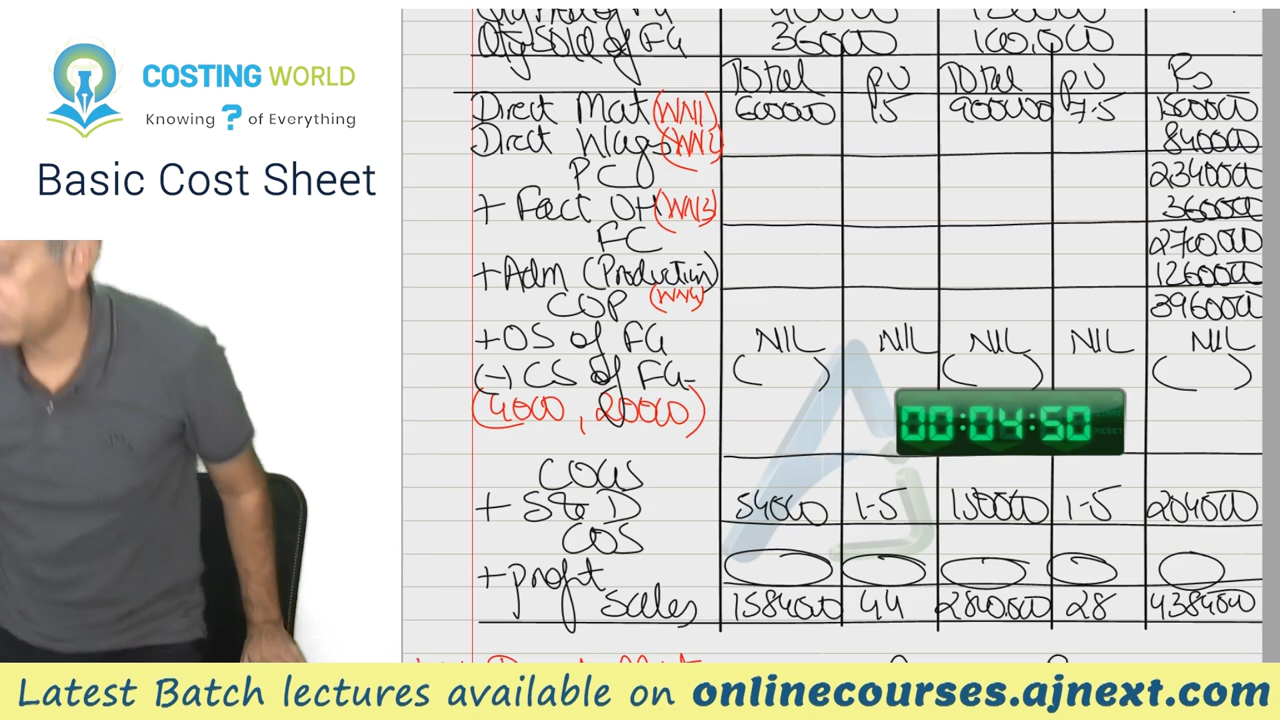 COSTING WORLD
Knowing ? of Everything
Basic Cost Sheet
Qty sold of FG 36000 100,000
Total PU Total PU Rs
Direct Mat (WN1) 600000 15 900000 7.5 1500000
Direct Wages (WN2) 840000
PC 2340000
+ Fact OH (WN3) 360000
FC 2700000
+Adm (Production) 1260000
COP (WN4) 3960000
+OS of FG NIL NIL NIL NIL NIL
(-) CS of FG ( ) ( ) ( )
(4000, 20000)
00:04:50
COGS
+ S & D 54000 1-5 150000 1-5 204000
COS
+profit
Sales 1584000 44 2800000 28 4384000
Latest Batch lectures available on onlinecourses.ajnext.com